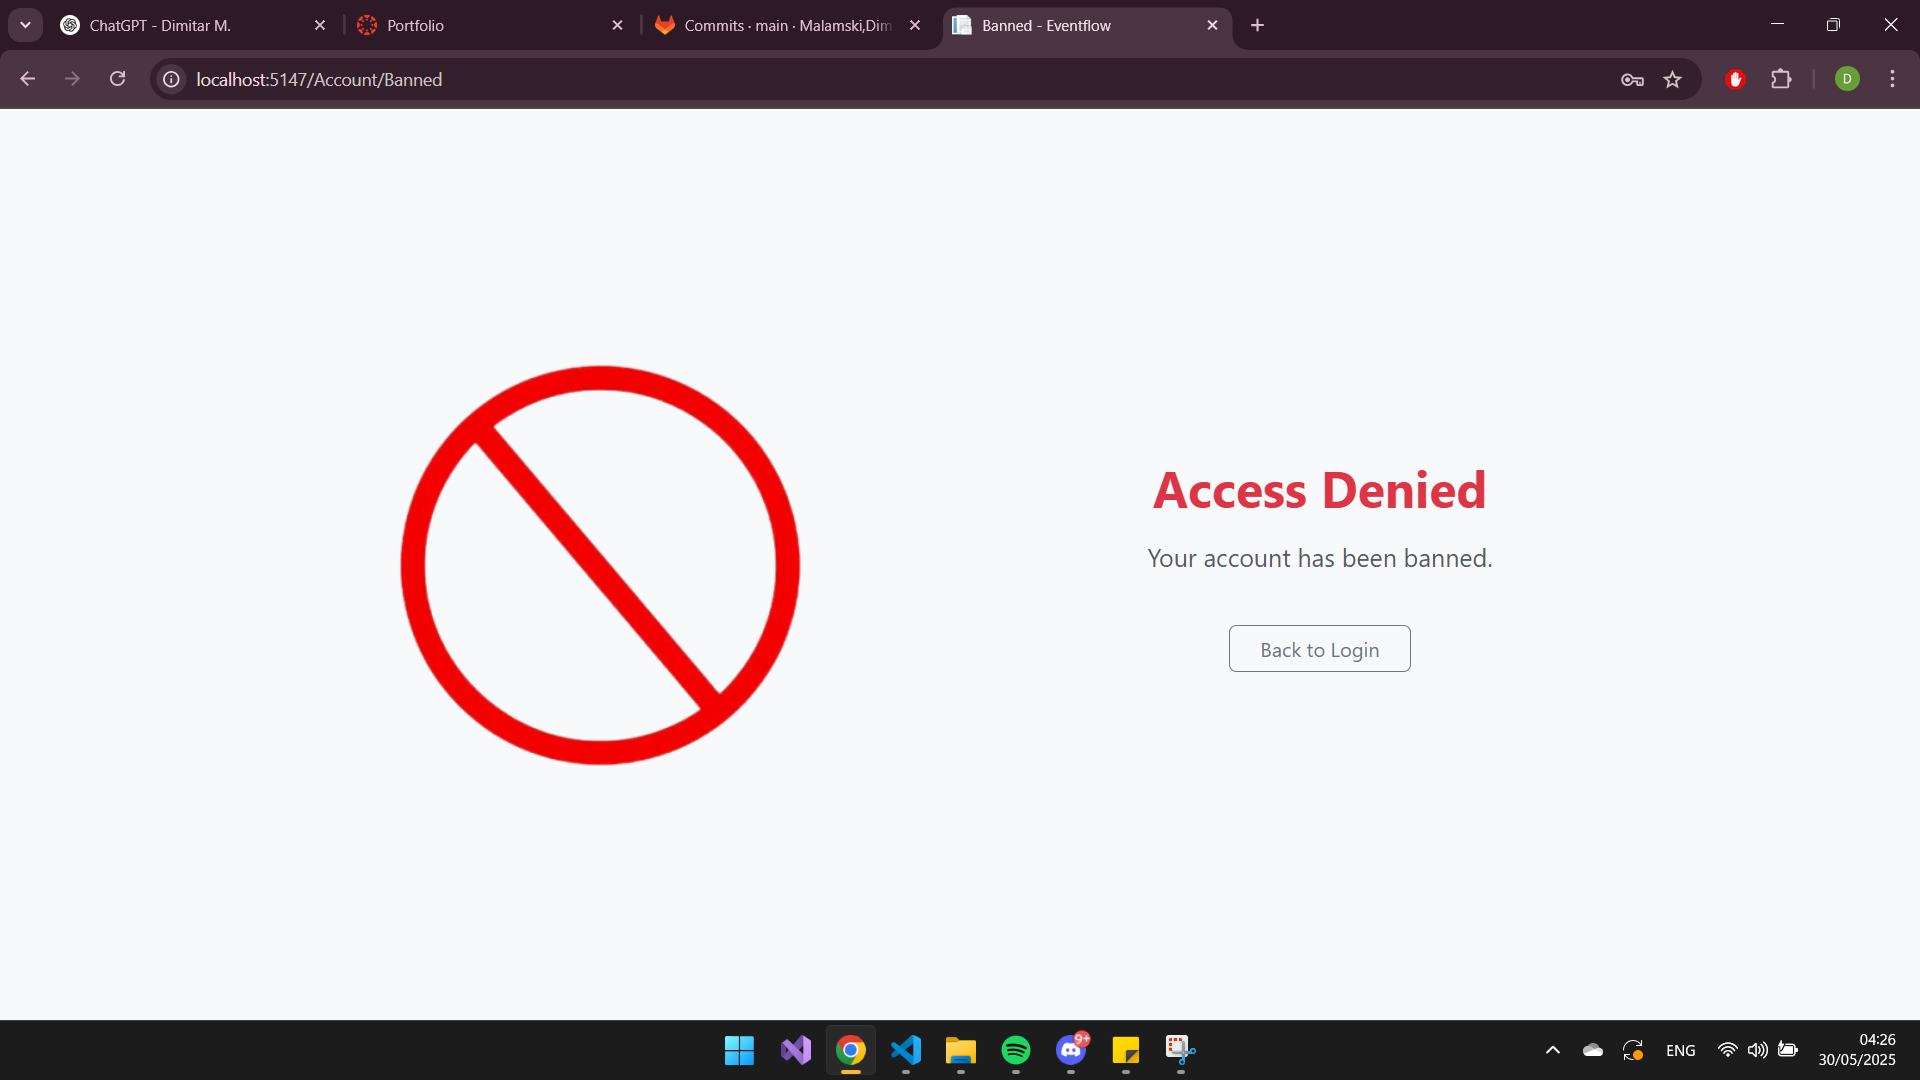 ChatGPT - Dimitar M.
Portfolio
Commits · main · Malamski,Dim
Banned - Eventflow
localhost:5147/Account/Banned
D
Access Denied
Your account has been banned.
Back to Login
9+
ENG
04:26
30/05/2025